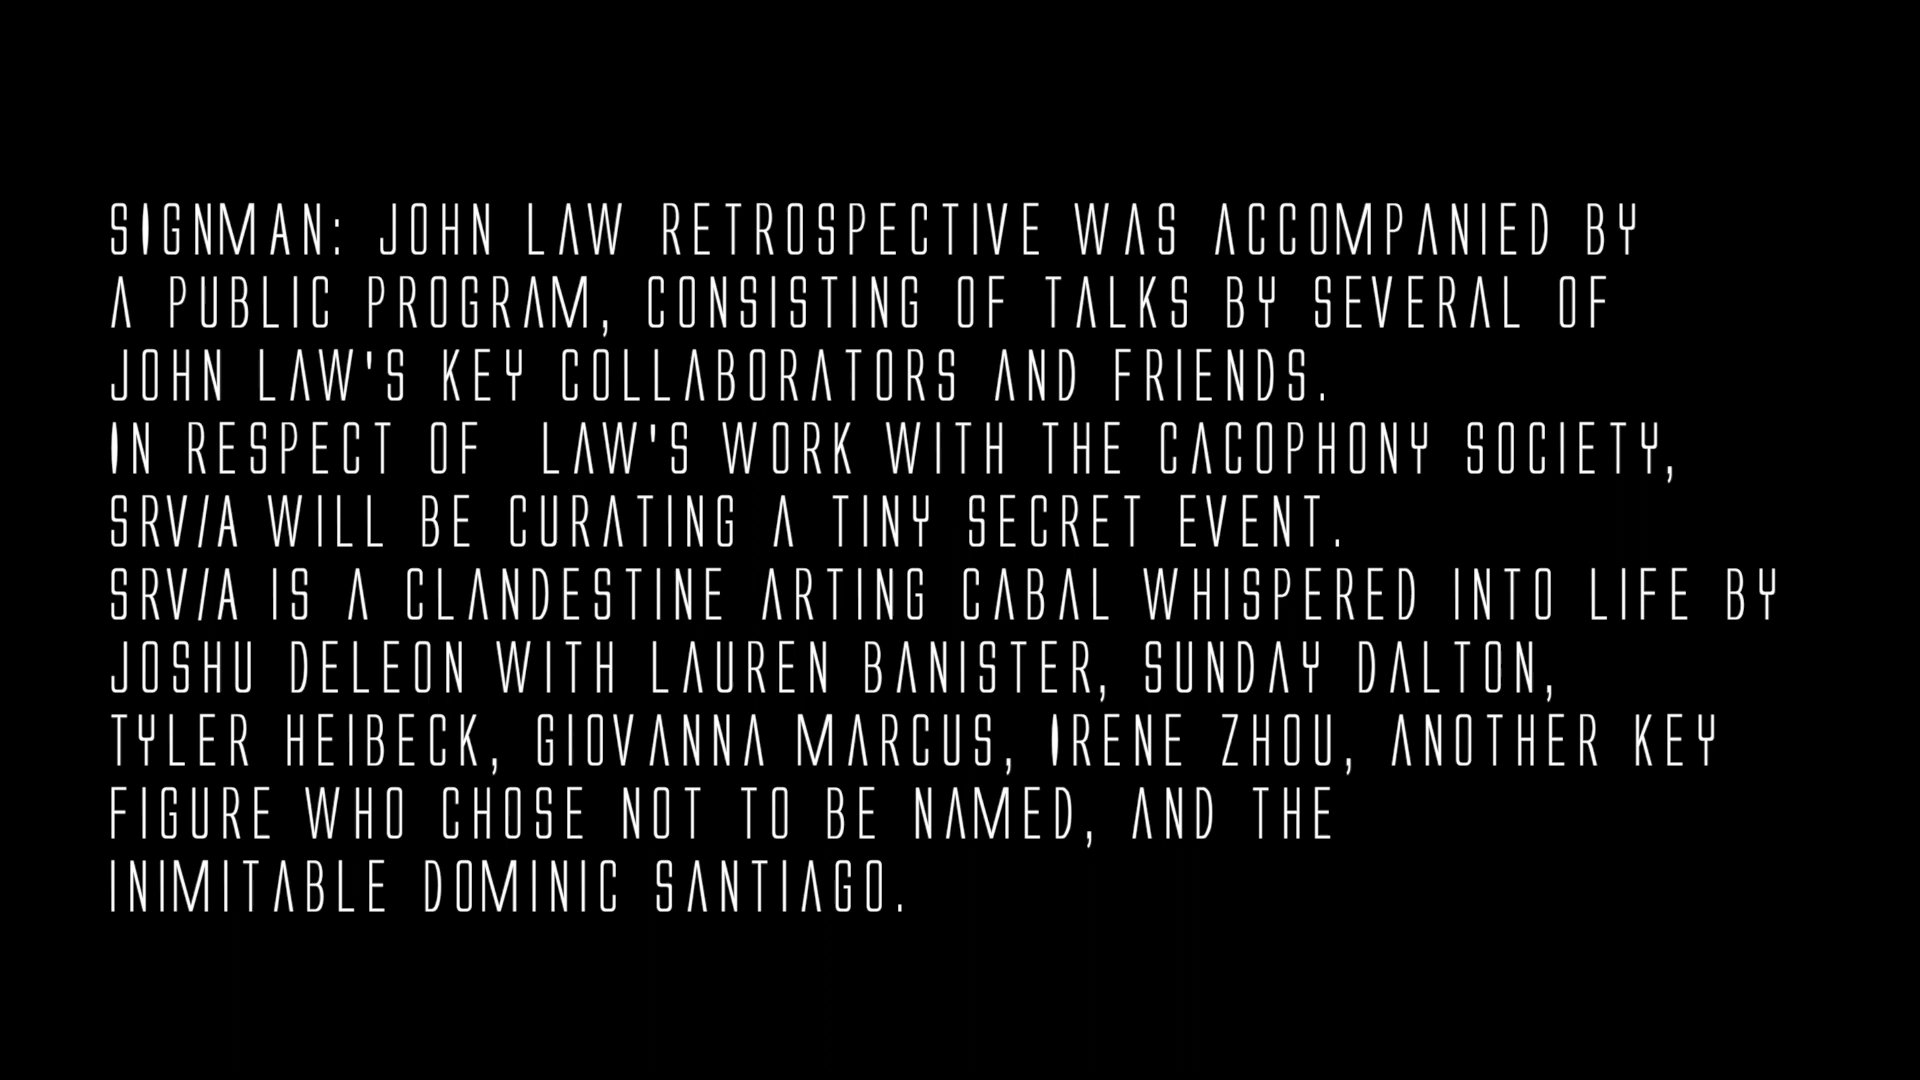 SIGNMAN: JOHN LAW RETROSPECTIVE WAS ACCOMPANIED BY
A PUBLIC PROGRAM, CONSISTING OF TALKS BY SEVERAL OF
JOHN LAW'S KEY COLLABORATORS AND FRIENDS.
IN RESPECT OF  LAW'S WORK WITH THE CACOPHONY SOCIETY,
SRV/A WILL BE CURATING A TINY SECRET EVENT.
SRV/A IS A CLANDESTINE ARTING CABAL WHISPERED INTO LIFE BY
JOSHU DELEON WITH LAUREN BANISTER, SUNDAY DALTON,
TYLER HEIBECK, GIOVANNA MARCUS, IRENE ZHOU, ANOTHER KEY
FIGURE WHO CHOSE NOT TO BE NAMED, AND THE
INIMITABLE DOMINIC SANTIAGO.